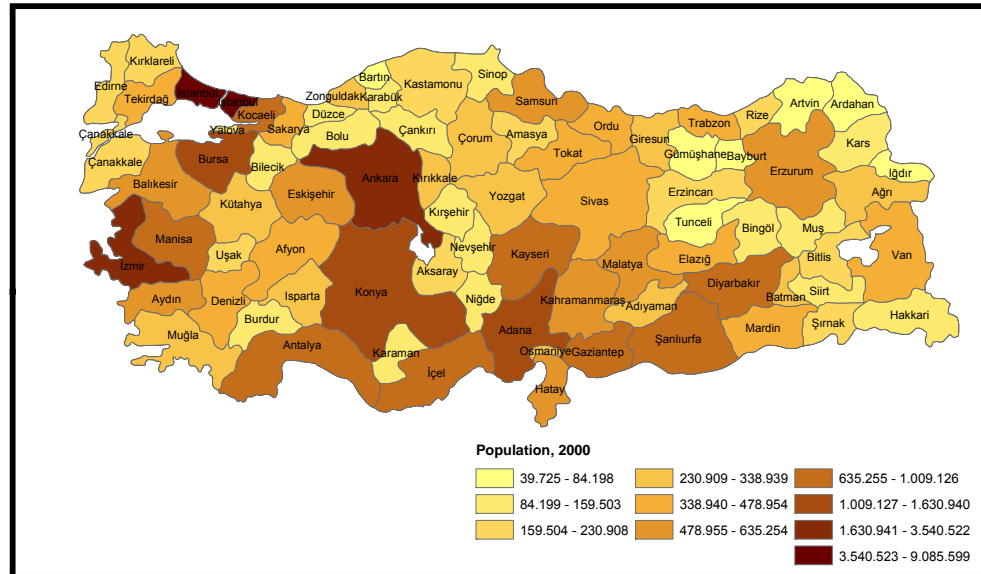 Kırklareli
Edirne
Tekirdağ
İstanbul
İstanbul
Kocaeli
Yalova
Sakarya
Düzce
Zonguldak
Bartın
Karabük
Kastamonu
Sinop
Samsun
Ordu
Giresun
Trabzon
Rize
Artvin
Ardahan
Çanakkale
Çanakkale
Bursa
Bilecik
Bolu
Çankırı
Çorum
Amasya
Tokat
Gümüşhane
Bayburt
Erzurum
Kars
Iğdır
Balıkesir
Kütahya
Eskişehir
Ankara
Kırıkkale
Kırşehir
Yozgat
Sivas
Erzincan
Ağrı
Manisa
Uşak
Afyon
Nevşehir
Kayseri
Malatya
Tunceli
Elazığ
Bingöl
Muş
Bitlis
Van
İzmir
Aydın
Denizli
Isparta
Konya
Aksaray
Niğde
Kahramanmaraş
Adıyaman
Diyarbakır
Batman
Siirt
Hakkari
Muğla
Burdur
Antalya
Karaman
İçel
Adana
Osmaniye
Gaziantep
Şanlıurfa
Mardin
Şırnak
Hatay
Population, 2000
39.725 - 84.198
84.199 - 159.503
159.504 - 230.908
230.909 - 338.939
338.940 - 478.954
478.955 - 635.254
635.255 - 1.009.126
1.009.127 - 1.630.940
1.630.941 - 3.540.522
3.540.523 - 9.085.599